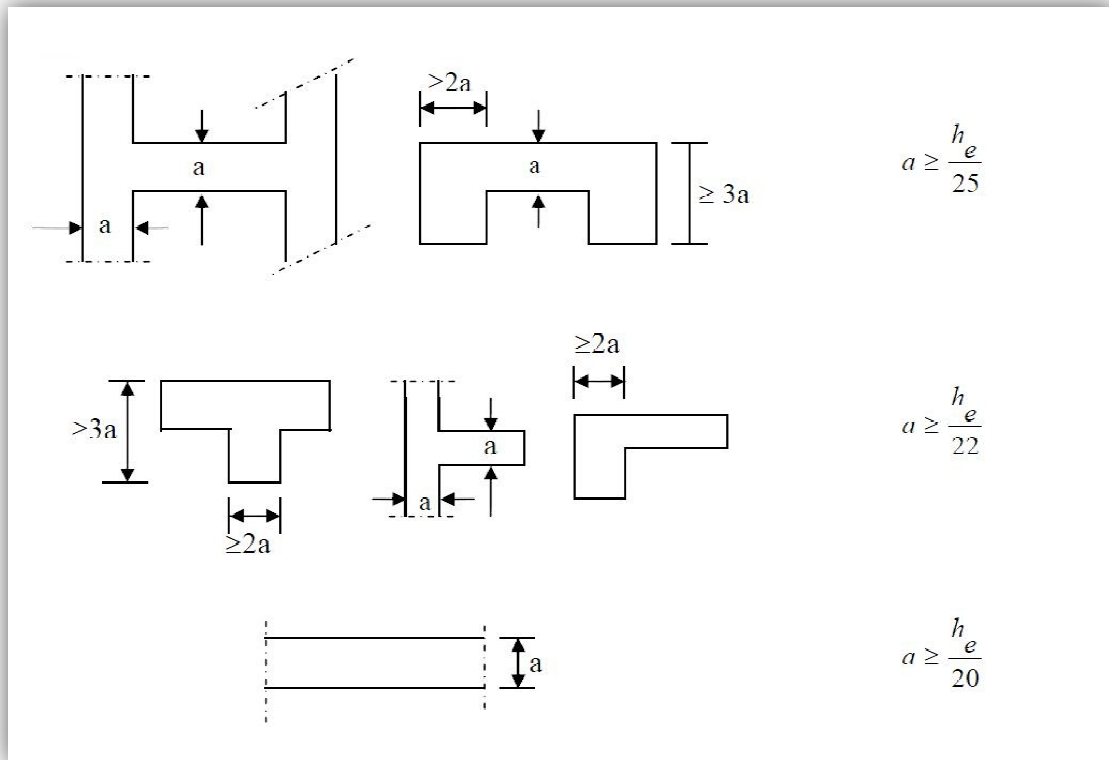 >2a
a
a
a
≥ 3a
a ≥ h_e/25
≥2a
>3a
a
a
≥2a
a ≥ h_e/22
a
a ≥ h_e/20